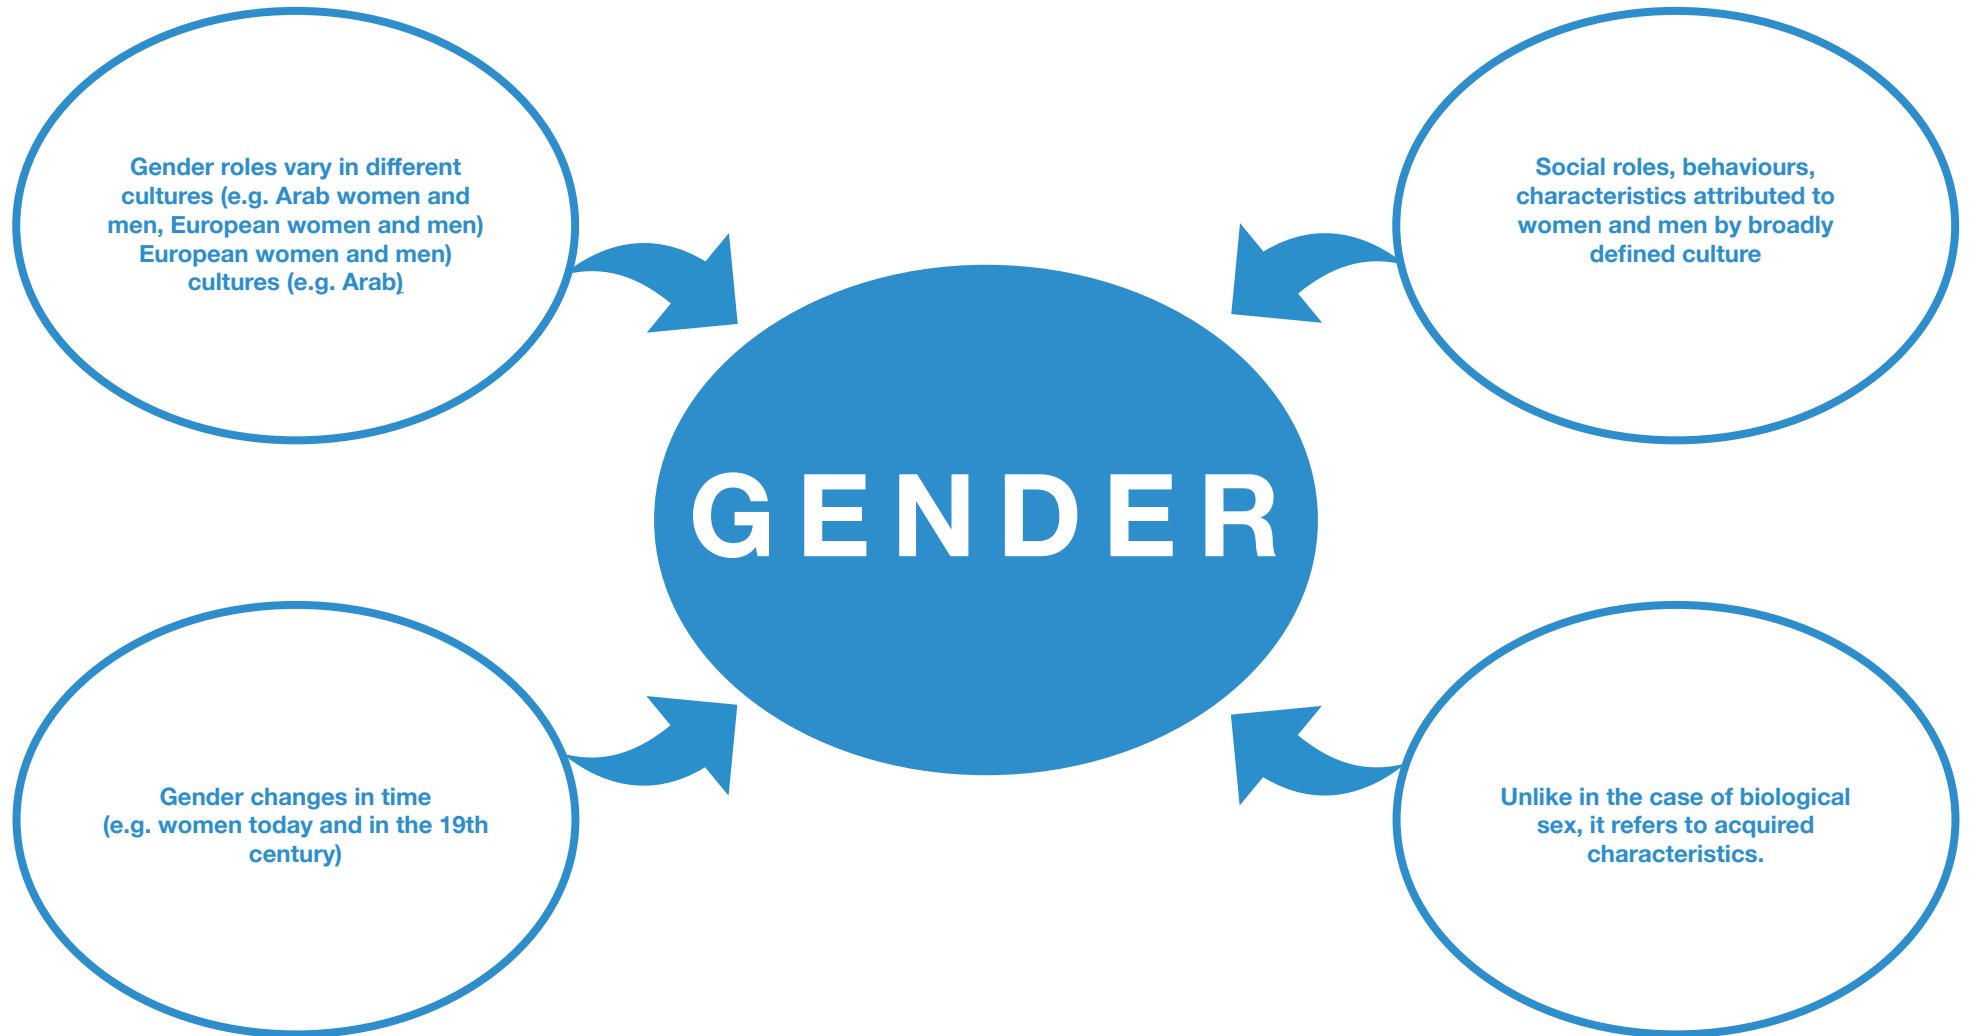 Gender roles vary in different
cultures (e.g. Arab women and
men, European women and men)
European women and men)
cultures (e.g. Arab)
Social roles, behaviours,
characteristics attributed to
women and men by broadly
defined culture
GENDER
Gender changes in time
(e.g. women today and in the 19th
century)
Unlike in the case of biological
sex, it refers to acquired
characteristics.